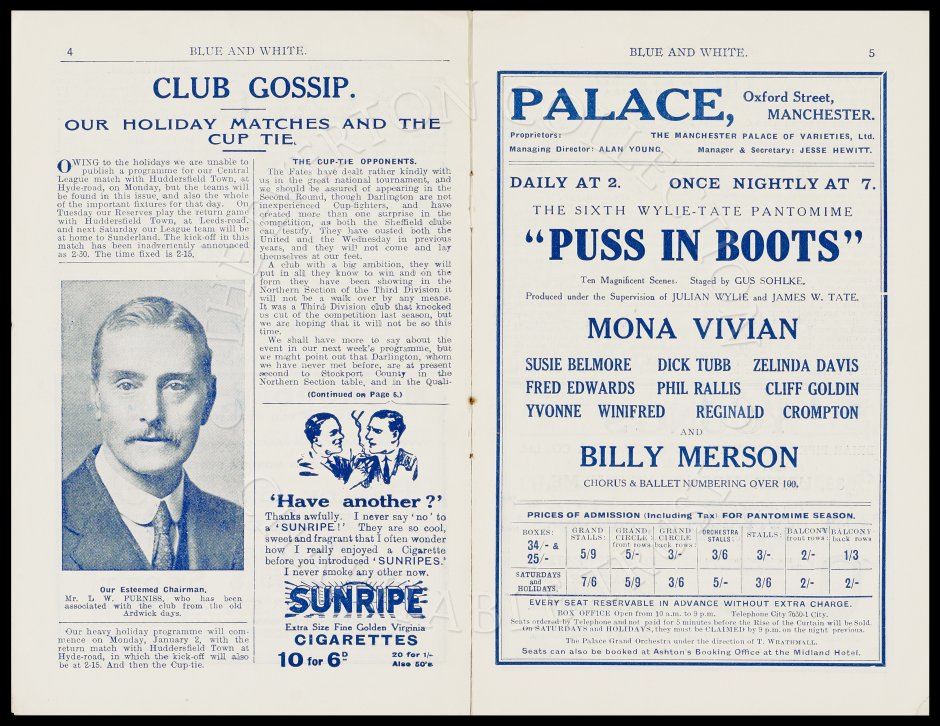 4
BLUE AND WHITE.
CLUB GOSSIP.
OUR HOLIDAY MATCHES AND THE
CUP TIE.
OWING to the holidays we are unable to
publish a programme for our Central
League match with Huddersfield Town, at
Hyde-road, on Monday, but the teams will
be found in this issue, and also the whole
of the important fixtures for that day. On
Tuesday our Reserves play the return game
with Huddersfield Town, at Leeds-road,
and next Saturday our League team will be
at home to Sunderland. The kick-off in this
match has been inadvertently announced
as 2-30. The time fixed is 2-15.
Our Esteemed Chairman,
Mr. L. W. FURNISS, who has been
associated with the club from the old
Ardwick days.
Our heavy holiday programme will com-
mence on Monday, January 2, with the
return match with Huddersfield Town at
Hyde-road, in which the kick-off will also
be at 2-15. And then the Cup-tie.
THE CUP-TIE OPPONENTS.
The Fates have dealt rather kindly with
us in the great national tournament, and
we should be assured of appearing in the
Second Round, though Darlington are not
inexperienced Cup-fighters, and have
created more than one surprise in the
competition, as both the Sheffield clubs
can testify. They have ousted both the
United and the Wednesday in previous
years, and they will not come and lay
themselves at our feet.
A club with a big ambition, they will
put in all they know to win and on the
form they have been showing in the
Northern Section of the Third Division it
will not be a walk over by any means.
It was a Third Division club that knocked
us out of the competition last season, but
we are hoping that it will not be so this
time.
We shall have more to say about the
event in our next week's programme, but
we might point out that Darlington, whom
we have never met before, are at present
second to Stockport County in the
Northern Section table, and in the Quali-
(Continued on Page 6.)
'Have another?'
Thanks awfully. I never say 'no' to
a 'SUNRIPE!' They are so cool,
sweet and fragrant that I often wonder
how I really enjoyed a Cigarette
before you introduced 'SUNRIPES.'
I never smoke any other now.
SUNRIPE
Extra Size Fine Golden Virginia
CIGARETTES
10 for 6D 20 for 1/-
Also 50's
BLUE AND WHITE.
5
PALACE, Oxford Street,
MANCHESTER.
Proprietors: THE MANCHESTER PALACE OF VARIETIES, Ltd.
Managing Director: ALAN YOUNG. Manager & Secretary: JESSE HEWITT.
DAILY AT 2. ONCE NIGHTLY AT 7.
THE SIXTH WYLIE-TATE PANTOMIME
"PUSS IN BOOTS"
Ten Magnificent Scenes. Staged by GUS SOHLKE.
Produced under the Supervision of JULIAN WYLIE and JAMES W. TATE.
MONA VIVIAN
SUSIE BELMORE DICK TUBB ZELINDA DAVIS
FRED EDWARDS PHIL RALLIS CLIFF GOLDIN
YVONNE WINIFRED REGINALD CROMPTON
AND
BILLY MERSON
CHORUS & BALLET NUMBERING OVER 100.
PRICES OF ADMISSION (Including Tax) FOR PANTOMIME SEASON.
BOXES: 34/- & 25/- GRAND STALLS: 5/9 GRAND CIRCLE front rows: 5/- GRAND CIRCLE back rows: 3/- ORCHESTRA STALLS: 3/6 STALLS: 3/- BALCONY front rows: 2/- BALCONY back rows 1/3
SATURDAYS and HOLIDAYS. 7/6 5/9 3/6 5/- 3/6 2/- 2/-
EVERY SEAT RESERVABLE IN ADVANCE WITHOUT EXTRA CHARGE.
BOX OFFICE Open from 10 a.m. to 9 p.m. Telephone City 7650-1 City.
Seats ordered by Telephone and not paid for 5 minutes before the Rise of the Curtain will be Sold.
On SATURDAYS and HOLIDAYS, they must be CLAIMED by 9 p.m. on the night previous.
The Palace Grand Orchestra under the direction of T. WRATHMALL.
Seats can also be booked at Ashton's Booking Office at the Midland Hotel.